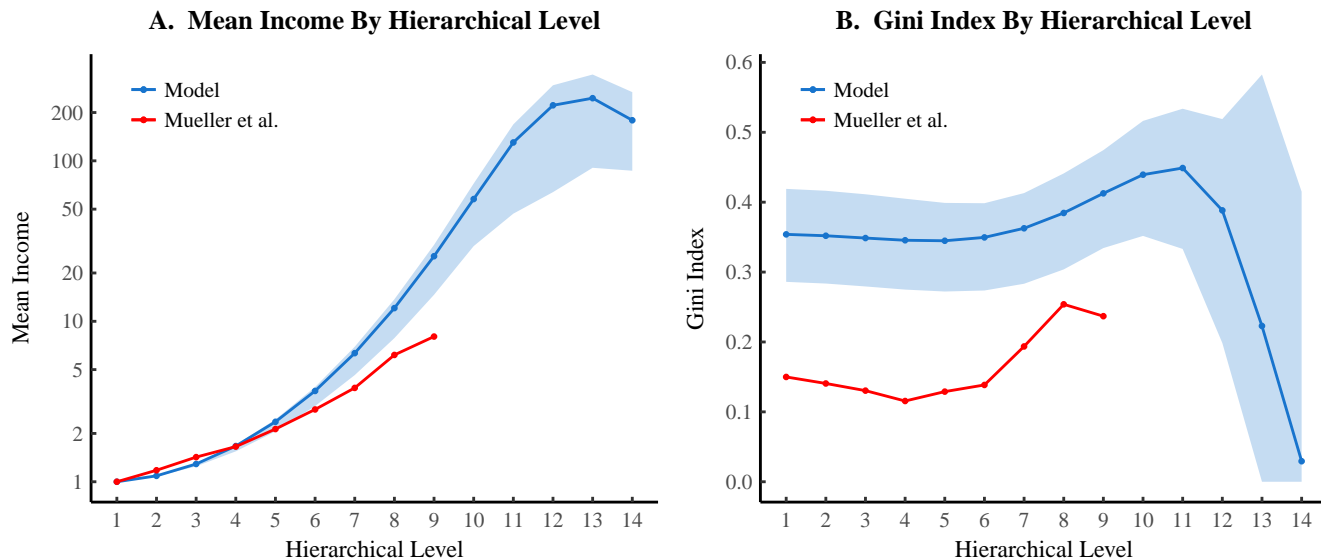 A. Mean Income By Hierarchical Level
Model
Mueller et al.
Mean Income
200
100
50
20
10
5
2
1
1 2 3 4 5 6 7 8 9 10 11 12 13 14
Hierarchical Level
B. Gini Index By Hierarchical Level
Model
Mueller et al.
Gini Index
0.6
0.5
0.4
0.3
0.2
0.1
0.0
1 2 3 4 5 6 7 8 9 10 11 12 13 14
Hierarchical Level